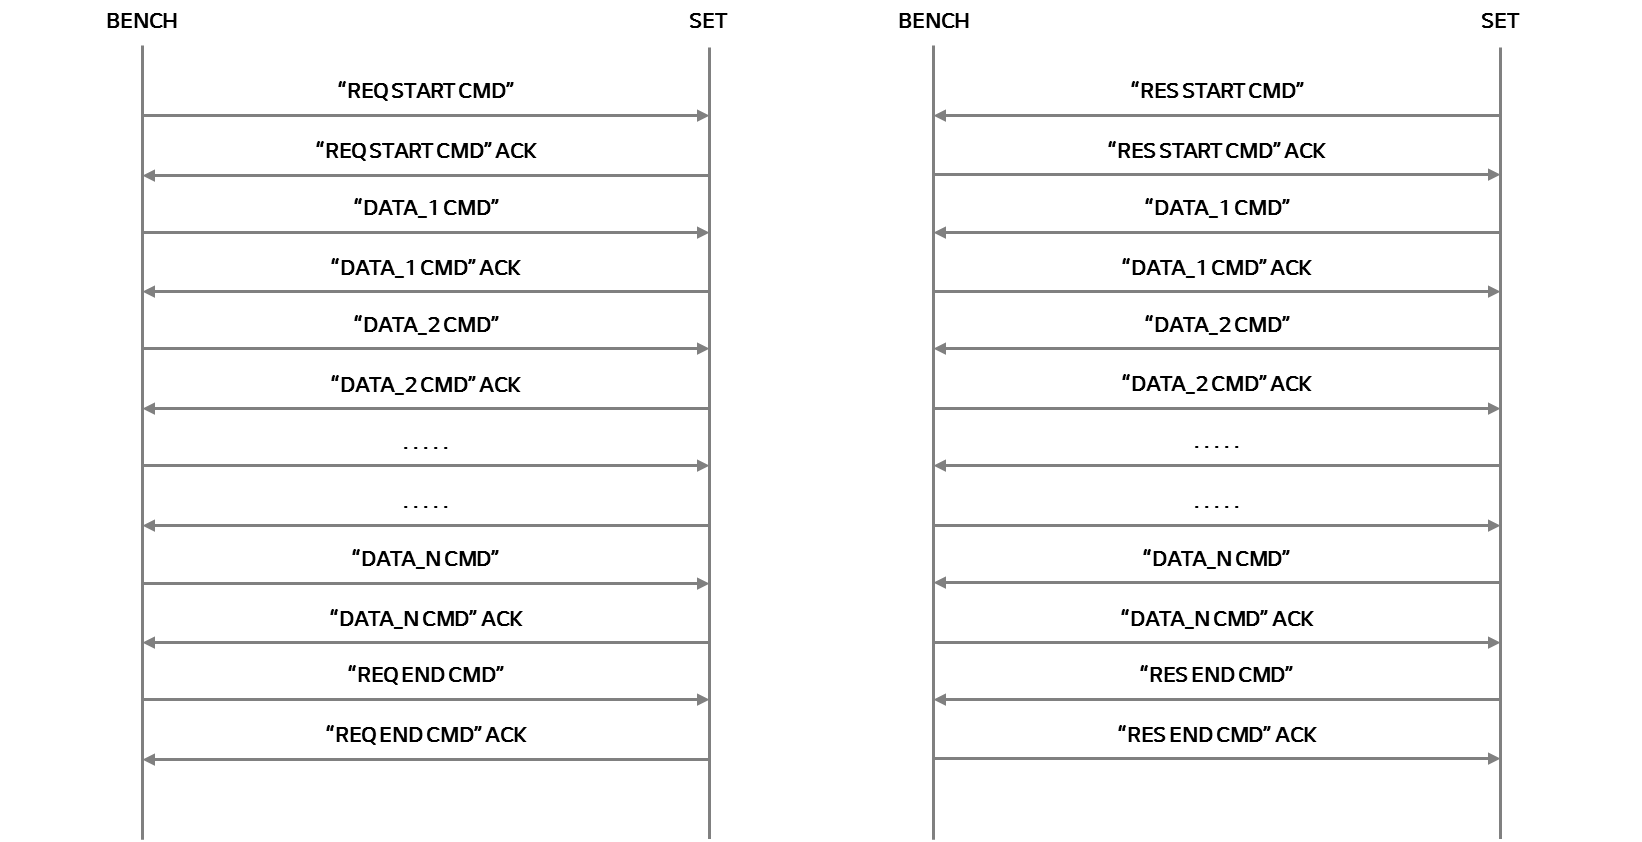 BENCH SET
“REQ START CMD”
“REQ START CMD” ACK
“DATA_1 CMD”
“DATA_1 CMD” ACK
“DATA_2 CMD”
“DATA_2 CMD” ACK
. . . . .
. . . . .
“DATA_N CMD”
“DATA_N CMD” ACK
“REQ END CMD”
“REQ END CMD” ACK
BENCH SET
“RES START CMD”
“RES START CMD” ACK
“DATA_1 CMD”
“DATA_1 CMD” ACK
“DATA_2 CMD”
“DATA_2 CMD” ACK
. . . . .
. . . . .
“DATA_N CMD”
“DATA_N CMD” ACK
“RES END CMD”
“RES END CMD” ACK